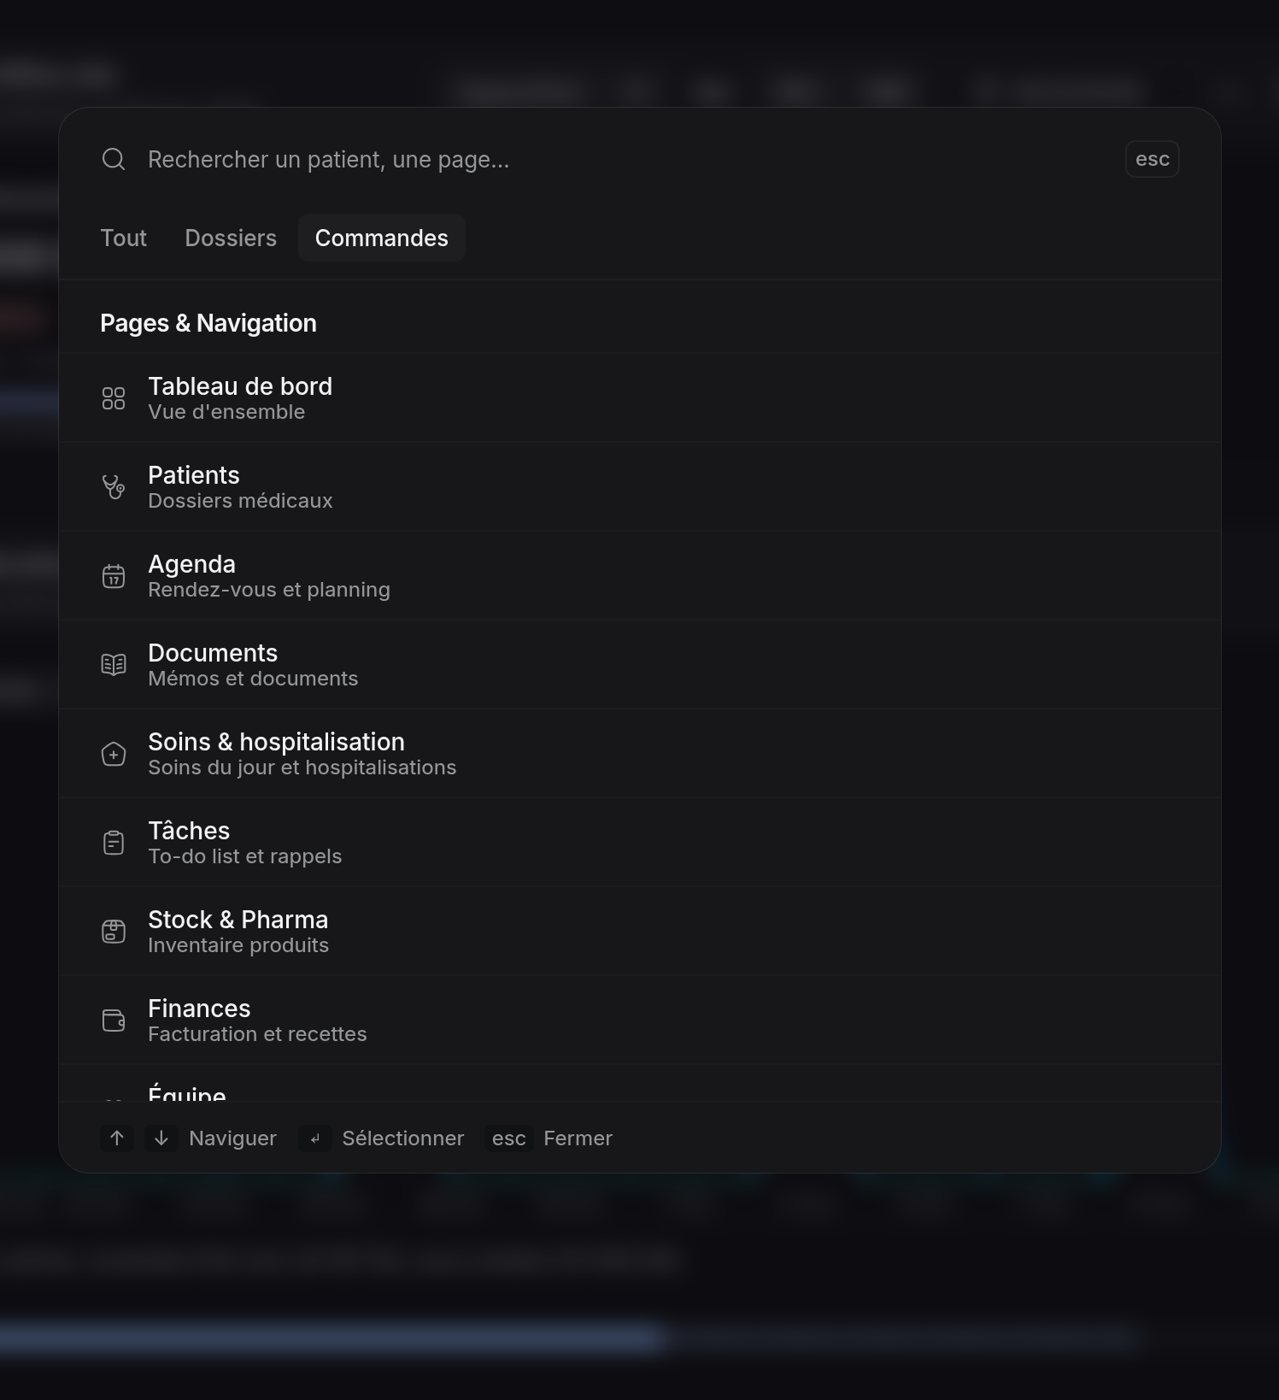 Rechercher un patient, une page...
esc
Tout Dossiers Commandes
Pages & Navigation
Tableau de bord
Vue d'ensemble
Patients
Dossiers médicaux
17
Agenda
Rendez-vous et planning
Documents
Mémos et documents
Soins & hospitalisation
Soins du jour et hospitalisations
Tâches
To-do list et rappels
Stock & Pharma
Inventaire produits
Finances
Facturation et recettes
Équipe
↑ ↓ Naviguer ↲ Sélectionner esc Fermer